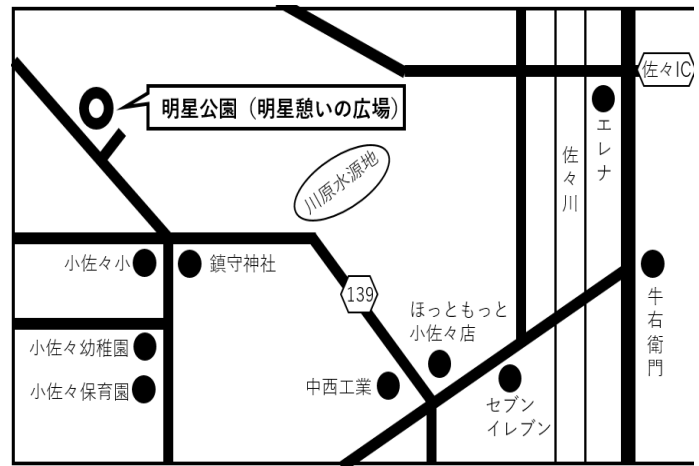 佐々IC
明星公園（明星憩いの広場）
エレナ
佐々川
川原水源地
小佐々小
鎮守神社
牛右衛門
139
ほっともっと
小佐々店
小佐々幼稚園
中西工業
小佐々保育園
セブン
イレブン